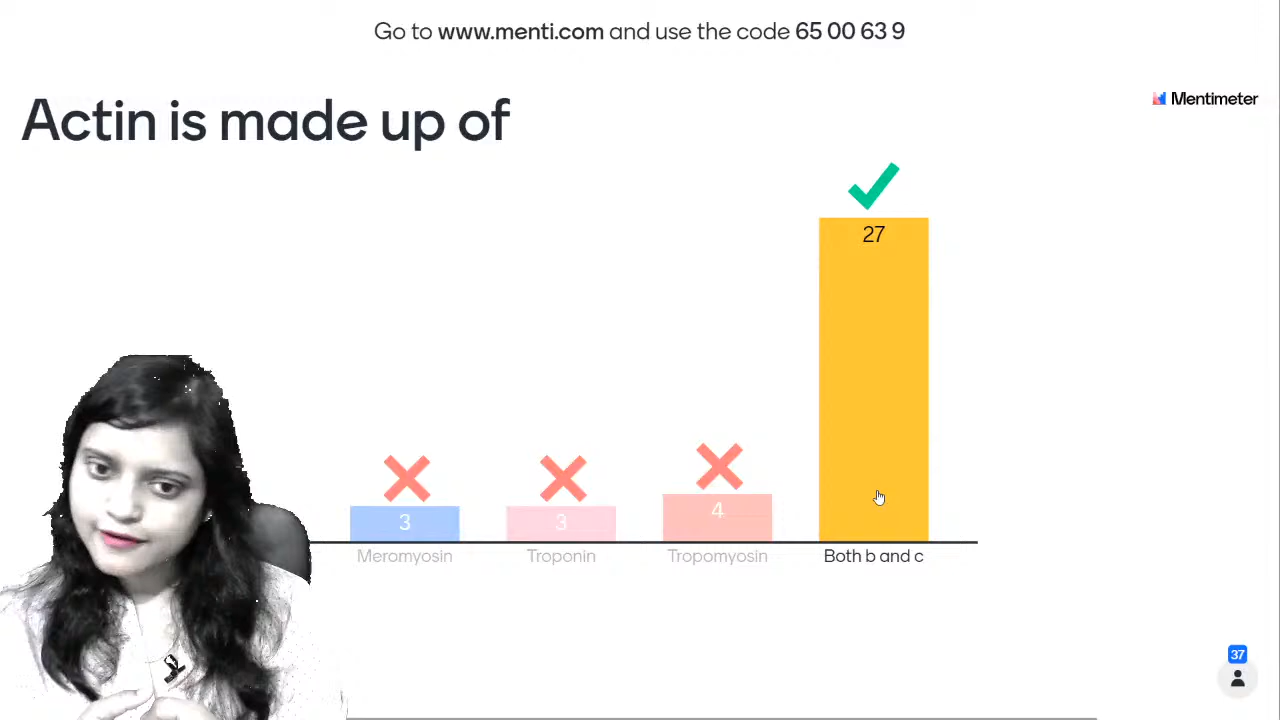 Go to www.menti.com and use the code 65 00 63 9
Mentimeter
Actin is made up of
27
3
3
4
Meromyosin
Troponin
Tropomyosin
Both b and c
37